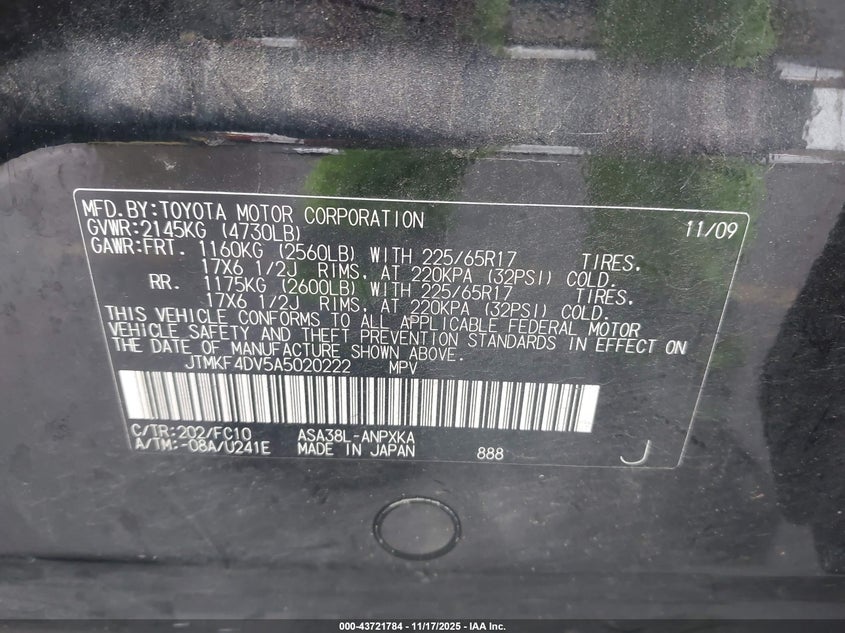 MFD.BY:TOYOTA MOTOR CORPORATION 11/09
GVWR:2145KG (4730LB)
GAWR:FRT. 1160KG (2560LB) WITH 225/65R17 TIRES,
17X6 1/2J RIMS, AT 220KPA (32PSI) COLD.
RR. 1175KG (2600LB) WITH 225/65R17 TIRES,
17X6 1/2J RIMS, AT 220KPA (32PSI) COLD.
THIS VEHICLE CONFORMS TO ALL APPLICABLE FEDERAL MOTOR
VEHICLE SAFETY AND THEFT PREVENTION STANDARDS IN EFFECT ON
THE DATE OF MANUFACTURE SHOWN ABOVE.
JTMKF4DV5A5020222 MPV
C/TR:202/FC10 ASA38L-ANPXKA
A/TM:-08A/U241E MADE IN JAPAN 888 J
000-43721784 - 11/17/2025 - IAA Inc.